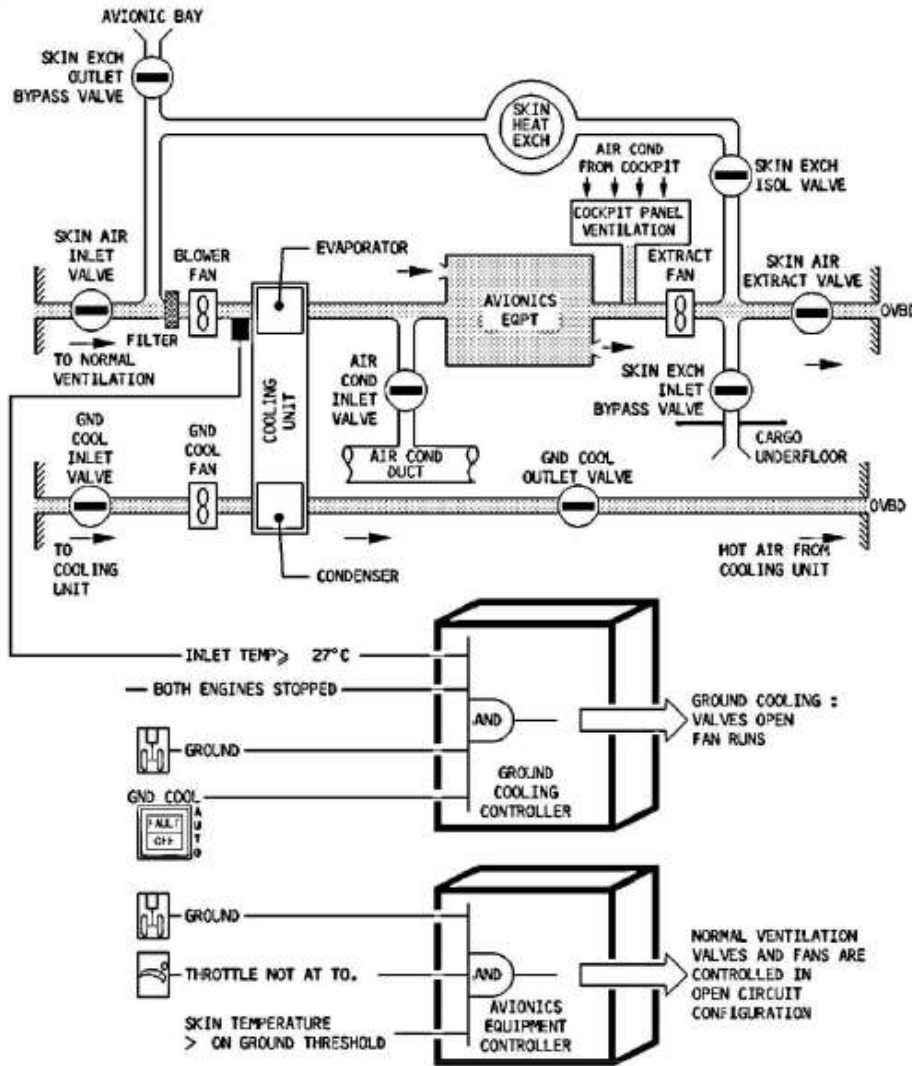 AVIONIC BAY
SKIN EXCH
OUTLET
BYPASS VALVE
SKIN
HEAT
EXCH
AIR COND
FROM COCKPIT
SKIN EXCH
ISOL VALVE
COCKPIT PANEL
VENTILATION
SKIN AIR
INLET
VALVE
BLOWER
FAN
EVAPORATOR
EXTRACT
FAN
SKIN AIR
EXTRACT VALVE
AVIONICS
EQPT
OVBD
FILTER
TO NORMAL
VENTILATION
AIR
COND
INLET
VALVE
SKIN EXCH
INLET
BYPASS VALVE
COOLING
UNIT
GND
COOL
INLET
VALVE
GND
COOL
FAN
AIR COND
DUCT
CARGO
UNDERFLOOR
GND COOL
OUTLET VALVE
OVBD
TO
COOLING
UNIT
CONDENSER
HOT AIR FROM
COOLING UNIT
INLET TEMP⩾ 27°C
BOTH ENGINES STOPPED
AND
GROUND COOLING :
VALVES OPEN
FAN RUNS
GROUND
GROUND
COOLING
CONTROLLER
GND COOL
FAULT
OFF
AUTO
GROUND
THROTTLE NOT AT TO.
AND
NORMAL VENTILATION
VALVES AND FANS ARE
CONTROLLED IN
OPEN CIRCUIT
CONFIGURATION
AVIONICS
EQUIPMENT
CONTROLLER
SKIN TEMPERATURE
> ON GROUND THRESHOLD